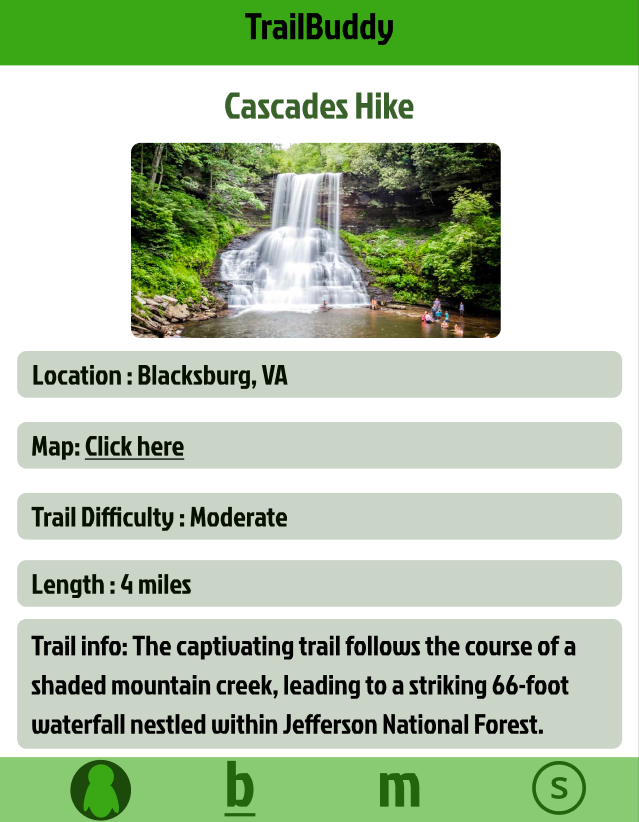 TrailBuddy
Cascades Hike
Location : Blacksburg, VA
Map: Click here
Trail Difficulty : Moderate
Length : 4 miles
Trail info: The captivating trail follows the course of a
shaded mountain creek, leading to a striking 66-foot
waterfall nestled within Jefferson National Forest.
b m S